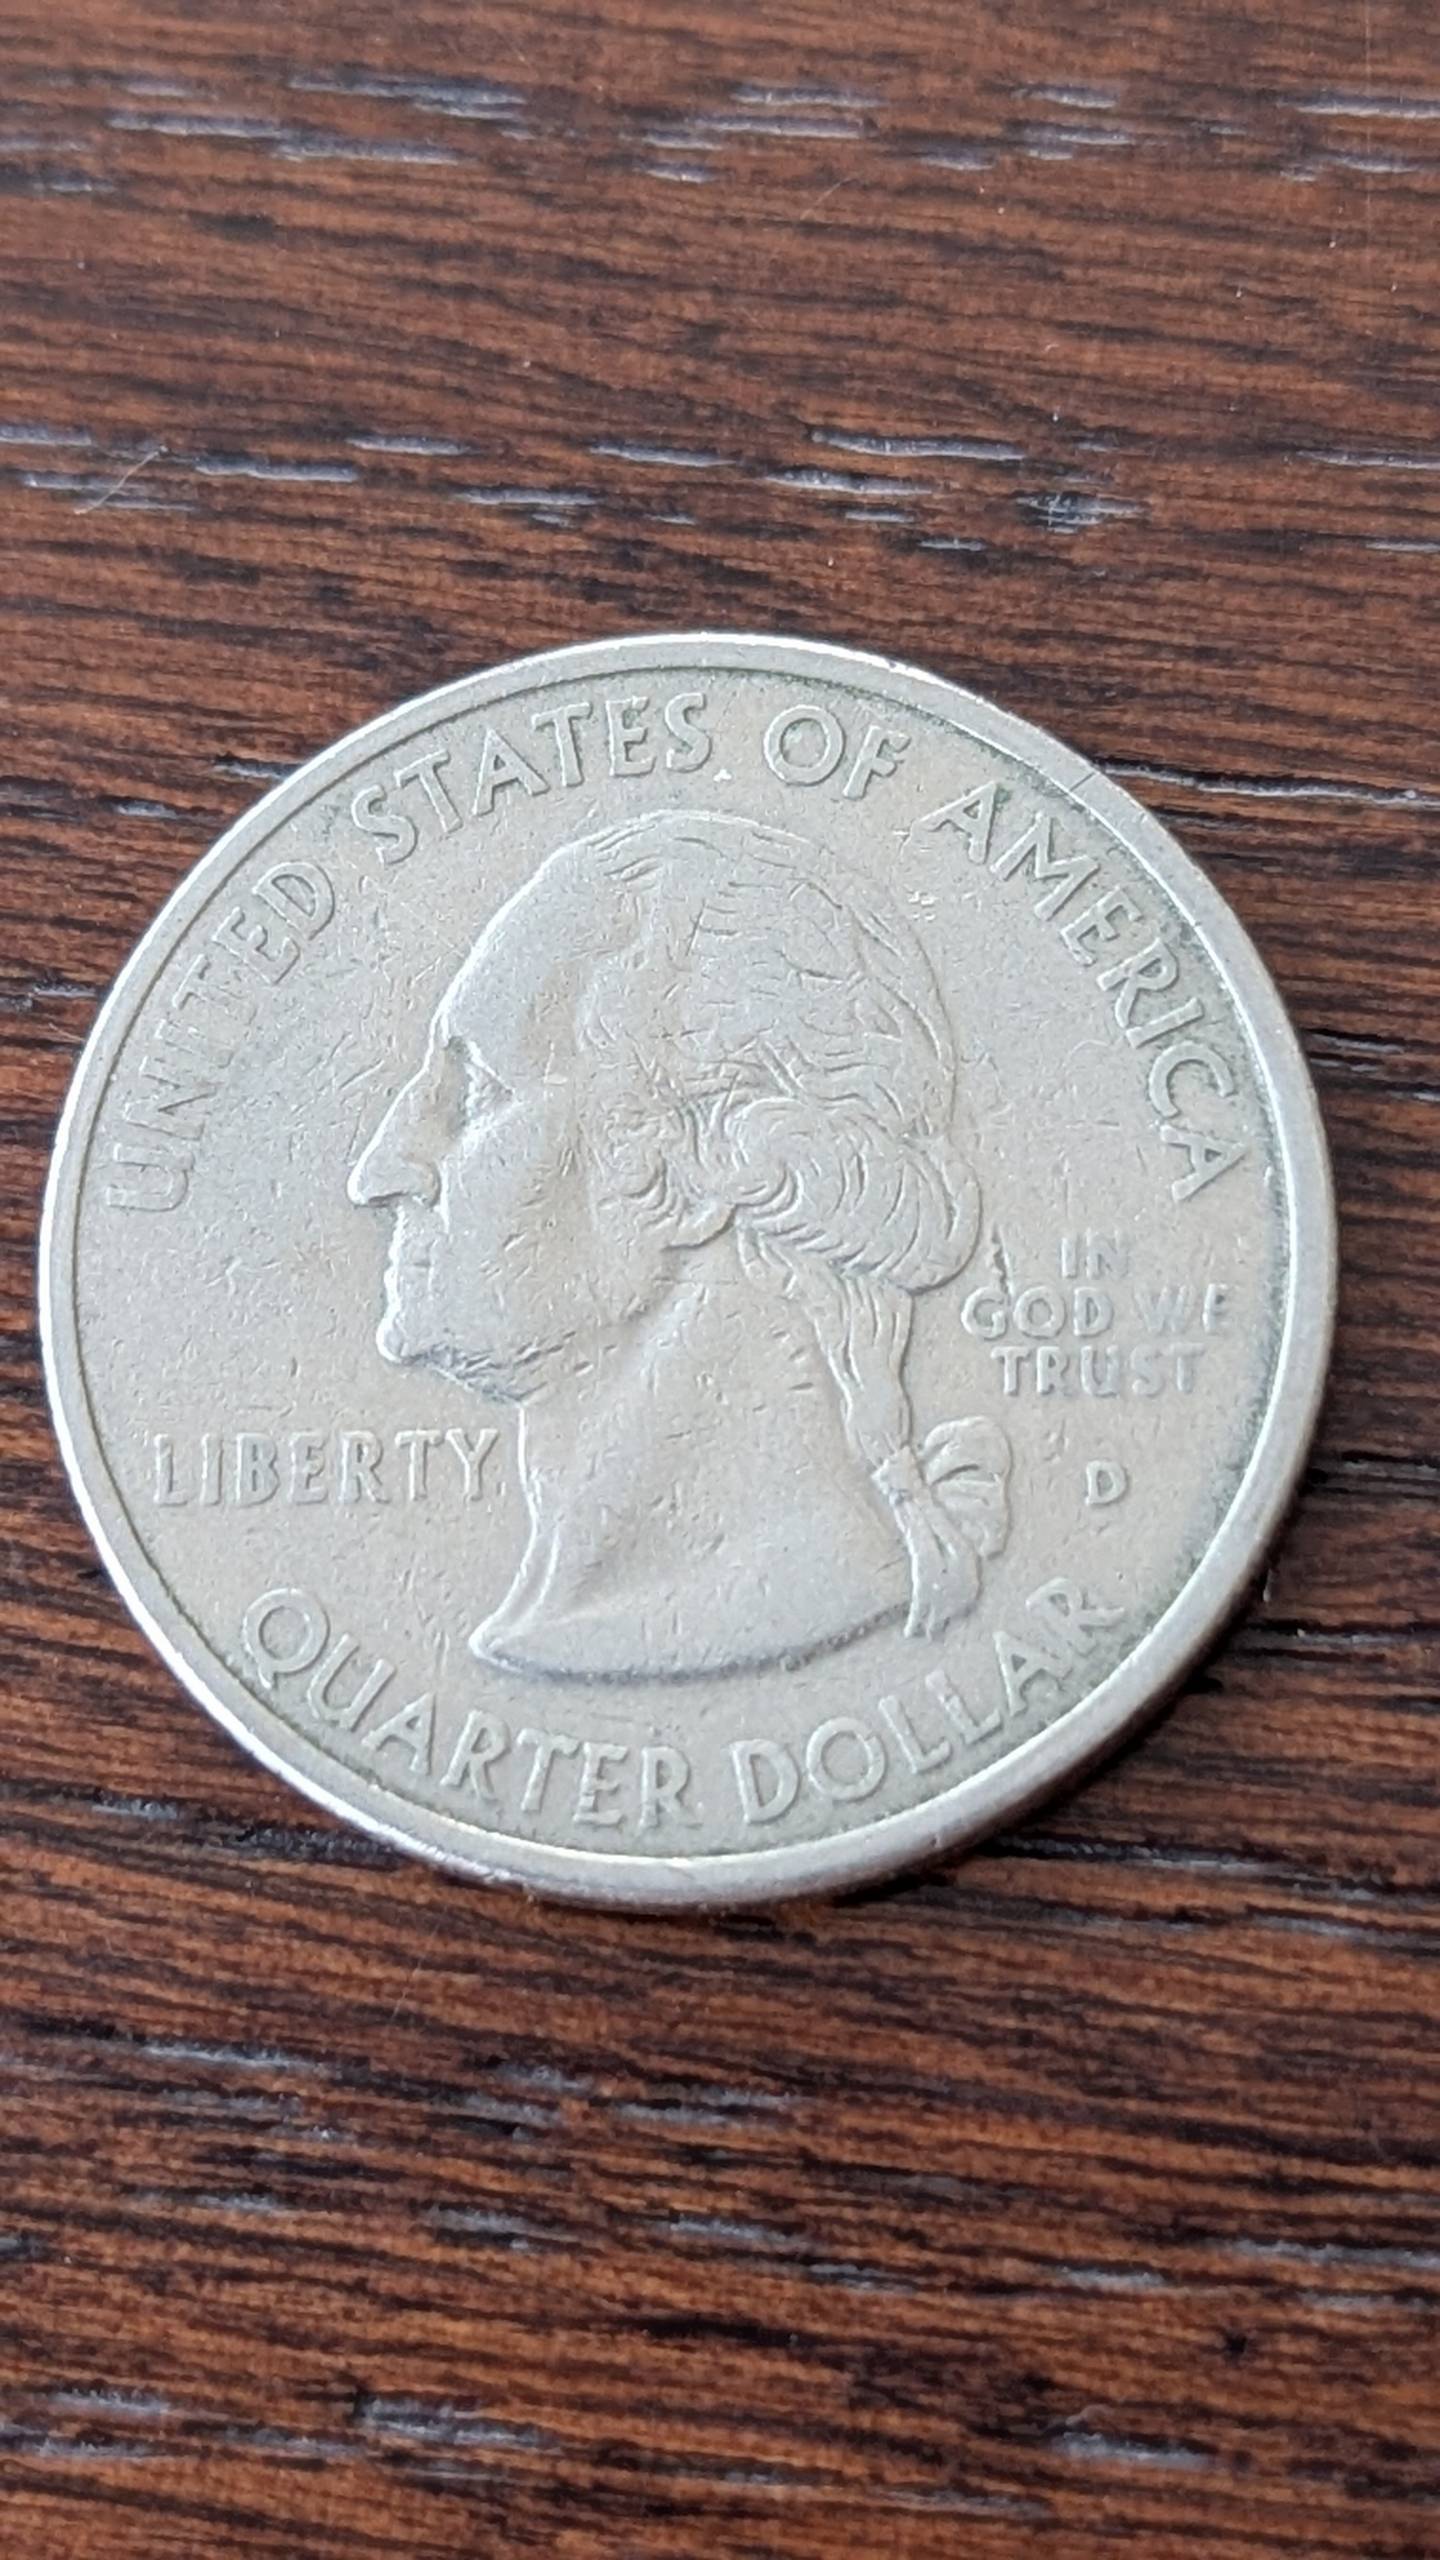 UNITED STATES OF AMERICA
IN
GOD WE
TRUST
LIBERTY
D
QUARTER DOLLAR